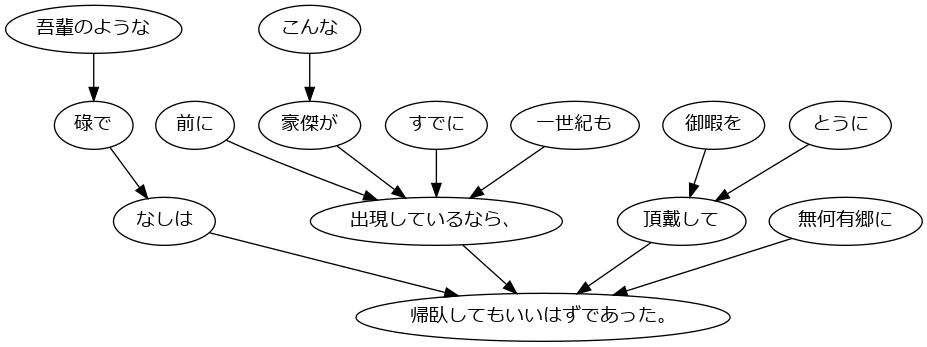 吾輩のような こんな
碌で 前に 豪傑が すでに 一世紀も 御暇を とうに
なしは 出現しているなら、 頂戴して 無何有郷に
帰臥してもいいはずであった。